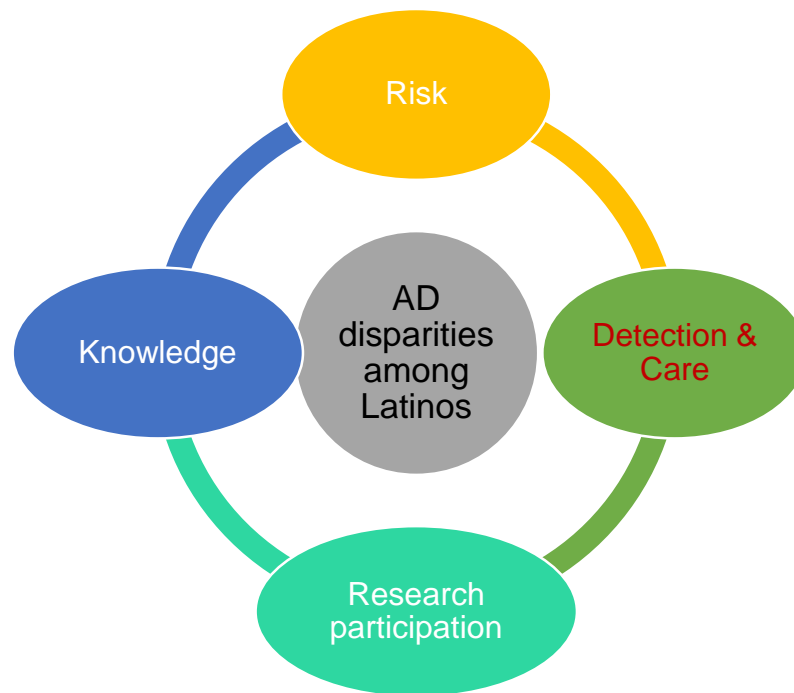 Risk
AD
disparities
among
Latinos
Knowledge
Detection &
Care
Research
participation